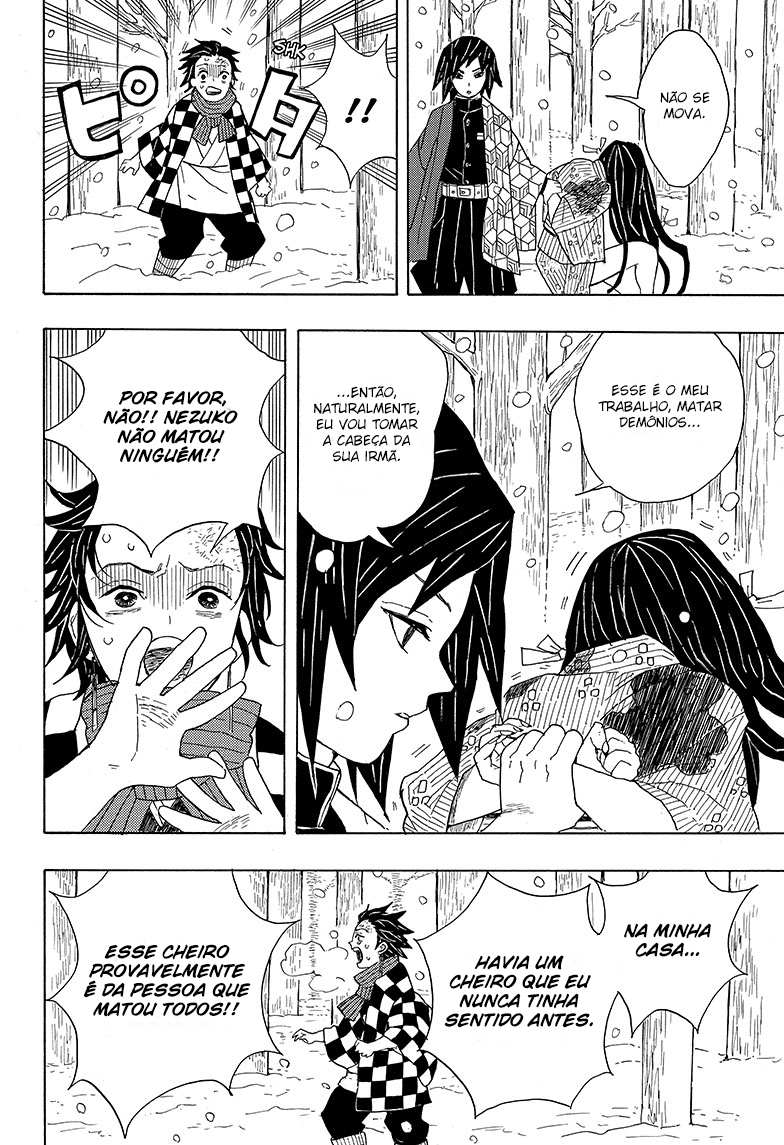 NÃO SE
MOVA.
!!
SHK
ピタ
ESSE É O MEU
TRABALHO, MATAR
DEMÔNIOS...
...ENTÃO,
NATURALMENTE,
EU VOU TOMAR
A CABEÇA DA
SUA IRMÃ.
POR FAVOR,
NÃO!! NEZUKO
NÃO MATOU
NINGUÉM!!
NA MINHA
CASA...
HAVIA UM
CHEIRO QUE EU
NUNCA TINHA
SENTIDO ANTES.
ESSE CHEIRO
PROVAVELMENTE
É DA PESSOA QUE
MATOU TODOS!!